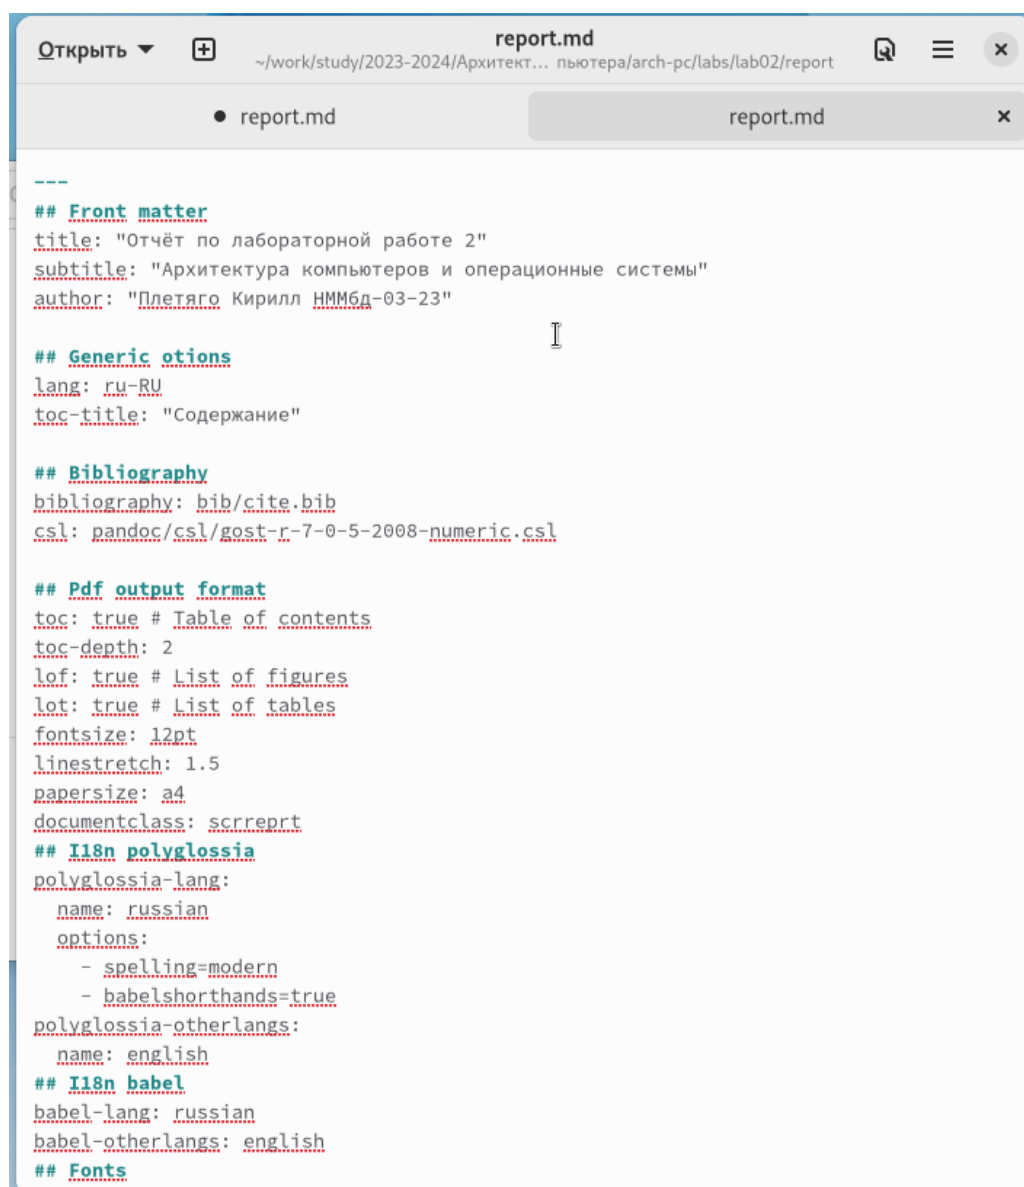 Открыть
report.md
~/work/study/2023-2024/Архитект… пьютера/arch-pc/labs/lab02/report
report.md
report.md
---
## Front matter
title: "Отчёт по лабораторной работе 2"
subtitle: "Архитектура компьютеров и операционные системы"
author: "Плетяго Кирилл НММбд-03-23"
## Generic otions
lang: ru-RU
toc-title: "Содержание"
## Bibliography
bibliography: bib/cite.bib
csl: pandoc/csl/gost-r-7-0-5-2008-numeric.csl
## Pdf output format
toc: true # Table of contents
toc-depth: 2
lof: true # List of figures
lot: true # List of tables
fontsize: 12pt
linestretch: 1.5
papersize: a4
documentclass: scrreprt
## I18n polyglossia
polyglossia-lang:
  name: russian
  options:
    - spelling=modern
    - babelshorthands=true
polyglossia-otherlangs:
  name: english
## I18n babel
babel-lang: russian
babel-otherlangs: english
## Fonts